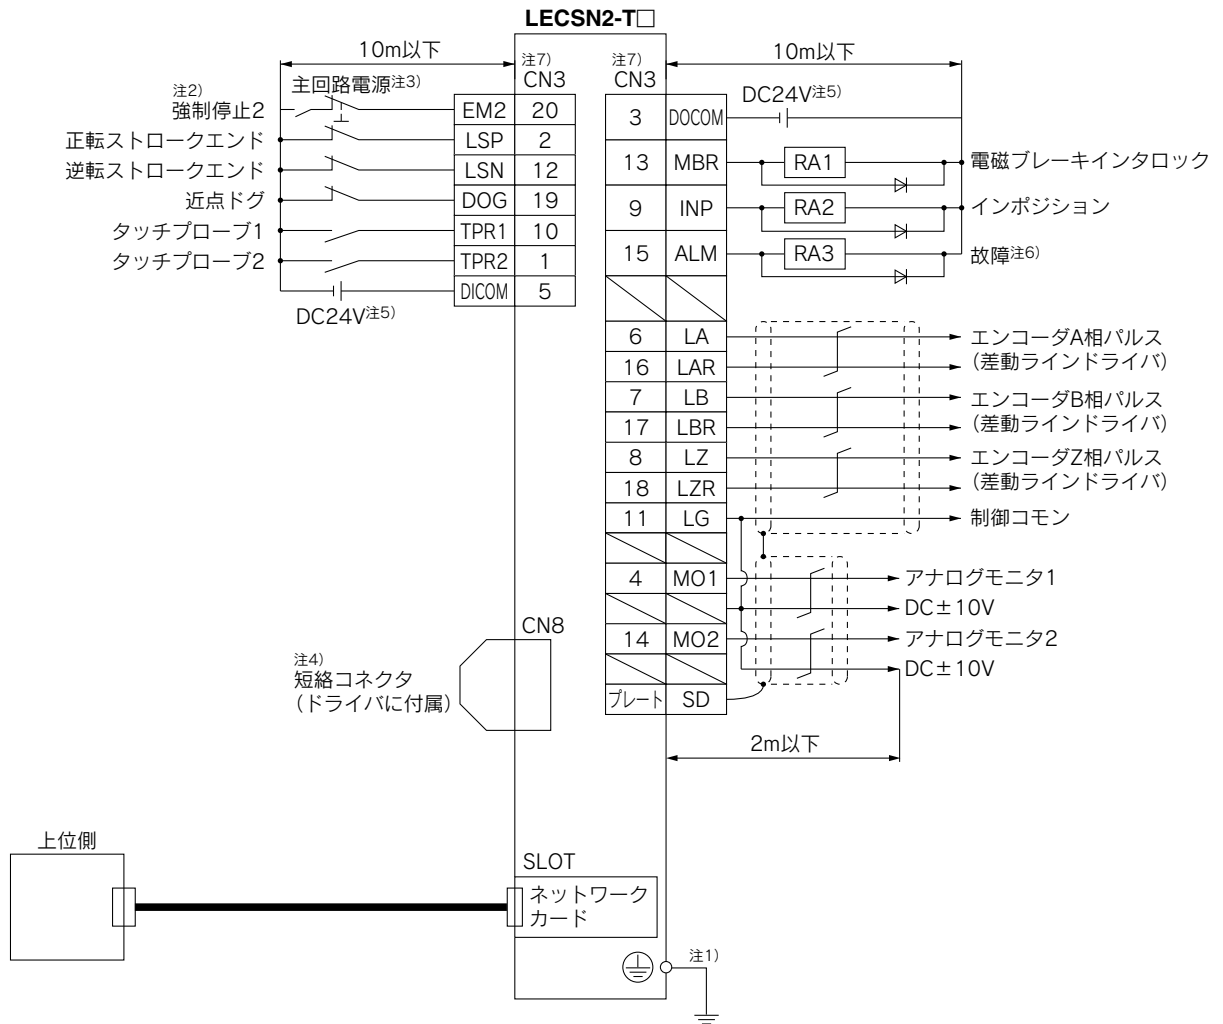 LECSN2-T□
10m以下
注7)
CN3
注2)
強制停止2
主回路電源注3)
EM2 20
正転ストロークエンド
LSP 2
逆転ストロークエンド
LSN 12
近点ドグ
DOG 19
タッチプローブ1
TPR1 10
タッチプローブ2
TPR2 1
DICOM 5
DC24V注5)
注7)
CN3
10m以下
3 DOCOM
DC24V注5)
13 MBR
RA1
電磁ブレーキインタロック
9 INP
RA2
インポジション
15 ALM
RA3
故障注6)
6 LA
エンコーダA相パルス
16 LAR
(差動ラインドライバ)
7 LB
エンコーダB相パルス
17 LBR
(差動ラインドライバ)
8 LZ
エンコーダZ相パルス
18 LZR
(差動ラインドライバ)
11 LG
制御コモン
4 MO1
アナログモニタ1
DC±10V
14 MO2
アナログモニタ2
DC±10V
プレート SD
2m以下
CN8
注4)
短絡コネクタ
(ドライバに付属)
上位側
SLOT
ネットワーク
カード
注1)